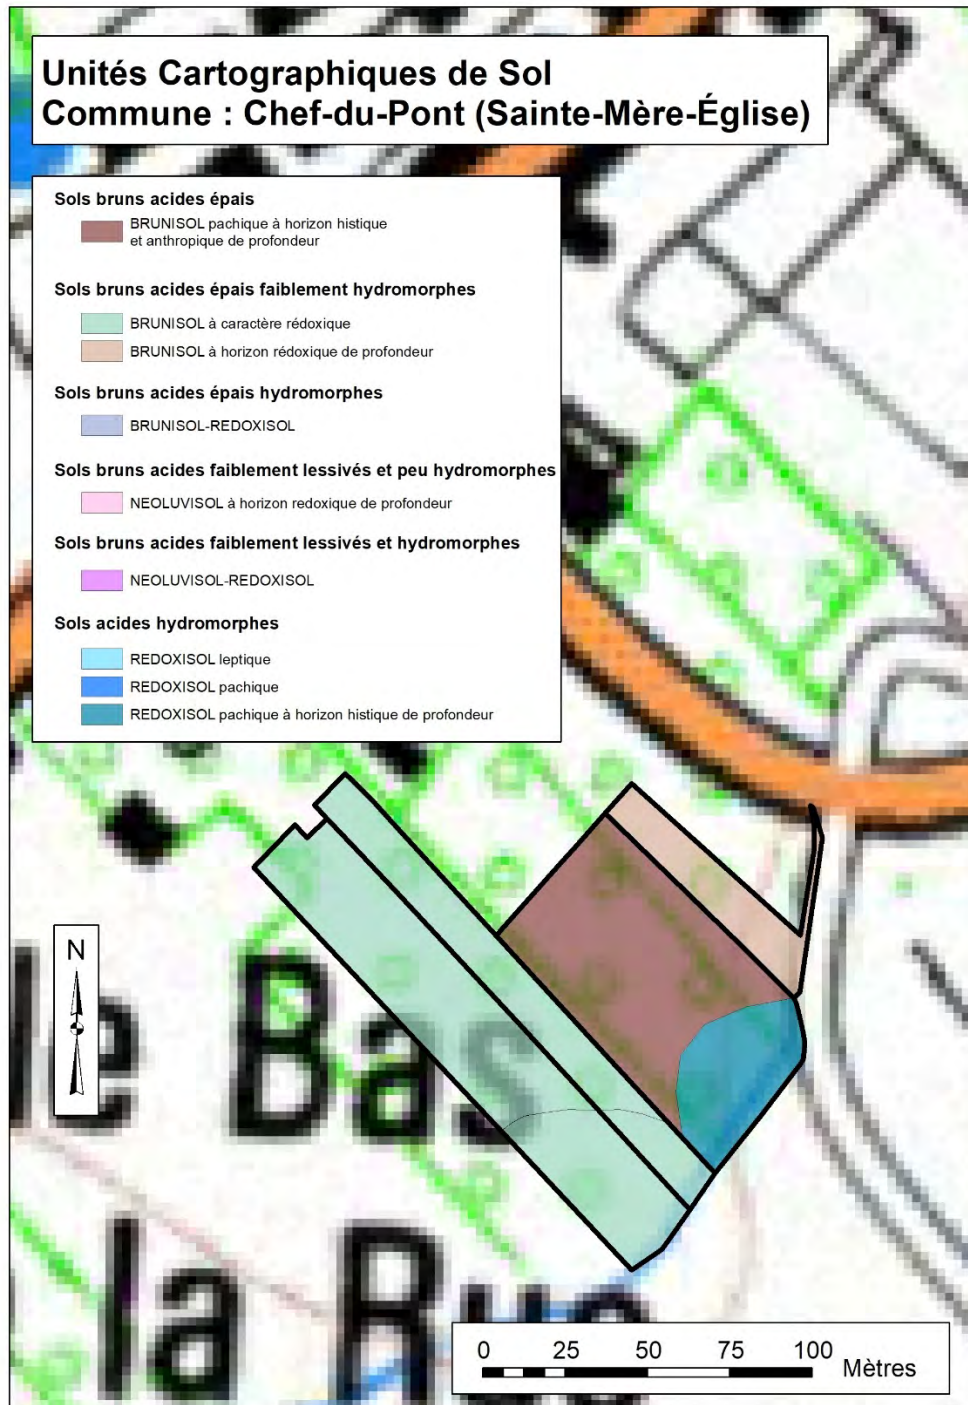 Unités Cartographiques de Sol
Commune : Chef-du-Pont (Sainte-Mère-Église)
Sols bruns acides épais
BRUNISOL pachique à horizon histique
et anthropique de profondeur
Sols bruns acides épais faiblement hydromorphes
BRUNISOL à caractère rédoxique
BRUNISOL à horizon rédoxique de profondeur
Sols bruns acides épais hydromorphes
BRUNISOL-REDOXISOL
Sols bruns acides faiblement lessivés et peu hydromorphes
NEOLUVISOL à horizon redoxique de profondeur
Sols bruns acides faiblement lessivés et hydromorphes
NEOLUVISOL-REDOXISOL
Sols acides hydromorphes
REDOXISOL leptique
REDOXISOL pachique
REDOXISOL pachique à horizon histique de profondeur
N
le Bas
la Rue
0 25 50 75 100
Mètres